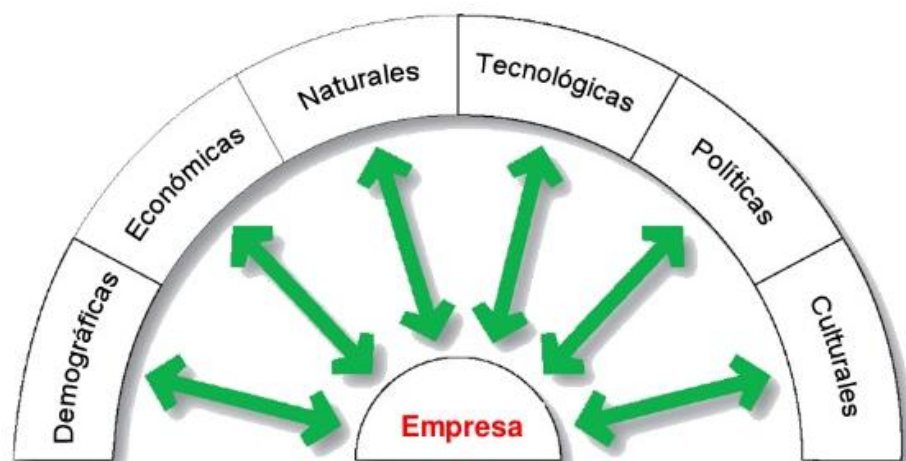 Demográficas
Económicas
Naturales
Tecnológicas
Políticas
Culturales
Empresa